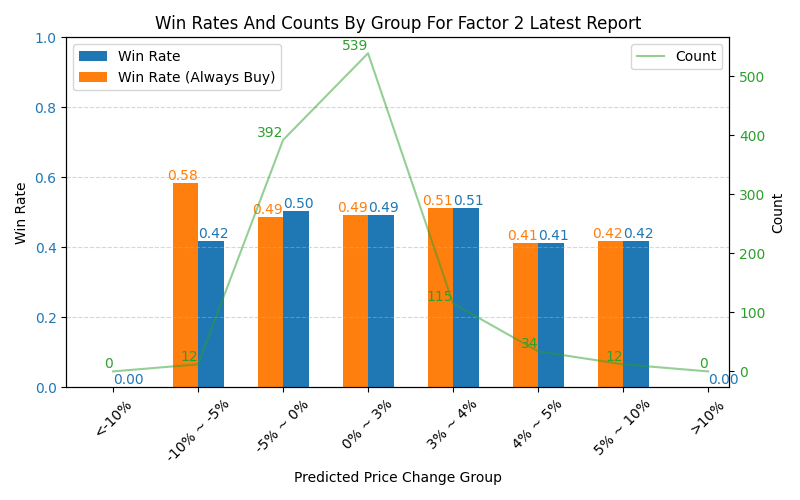 Win Rates And Counts By Group For Factor 2 Latest Report
Win Rate
Win Rate (Always Buy)
Count
1.0
0.8
0.6
0.4
0.2
0.0
Win Rate
500
400
300
200
100
0
Count
539
392
115
34
12
12
0
0
0.58
0.49
0.49
0.51
0.41
0.42
0.00
0.42
0.50
0.49
0.51
0.41
0.42
0.00
<-10%
-10% ~ -5%
-5% ~ 0%
0% ~ 3%
3% ~ 4%
4% ~ 5%
5% ~ 10%
>10%
Predicted Price Change Group